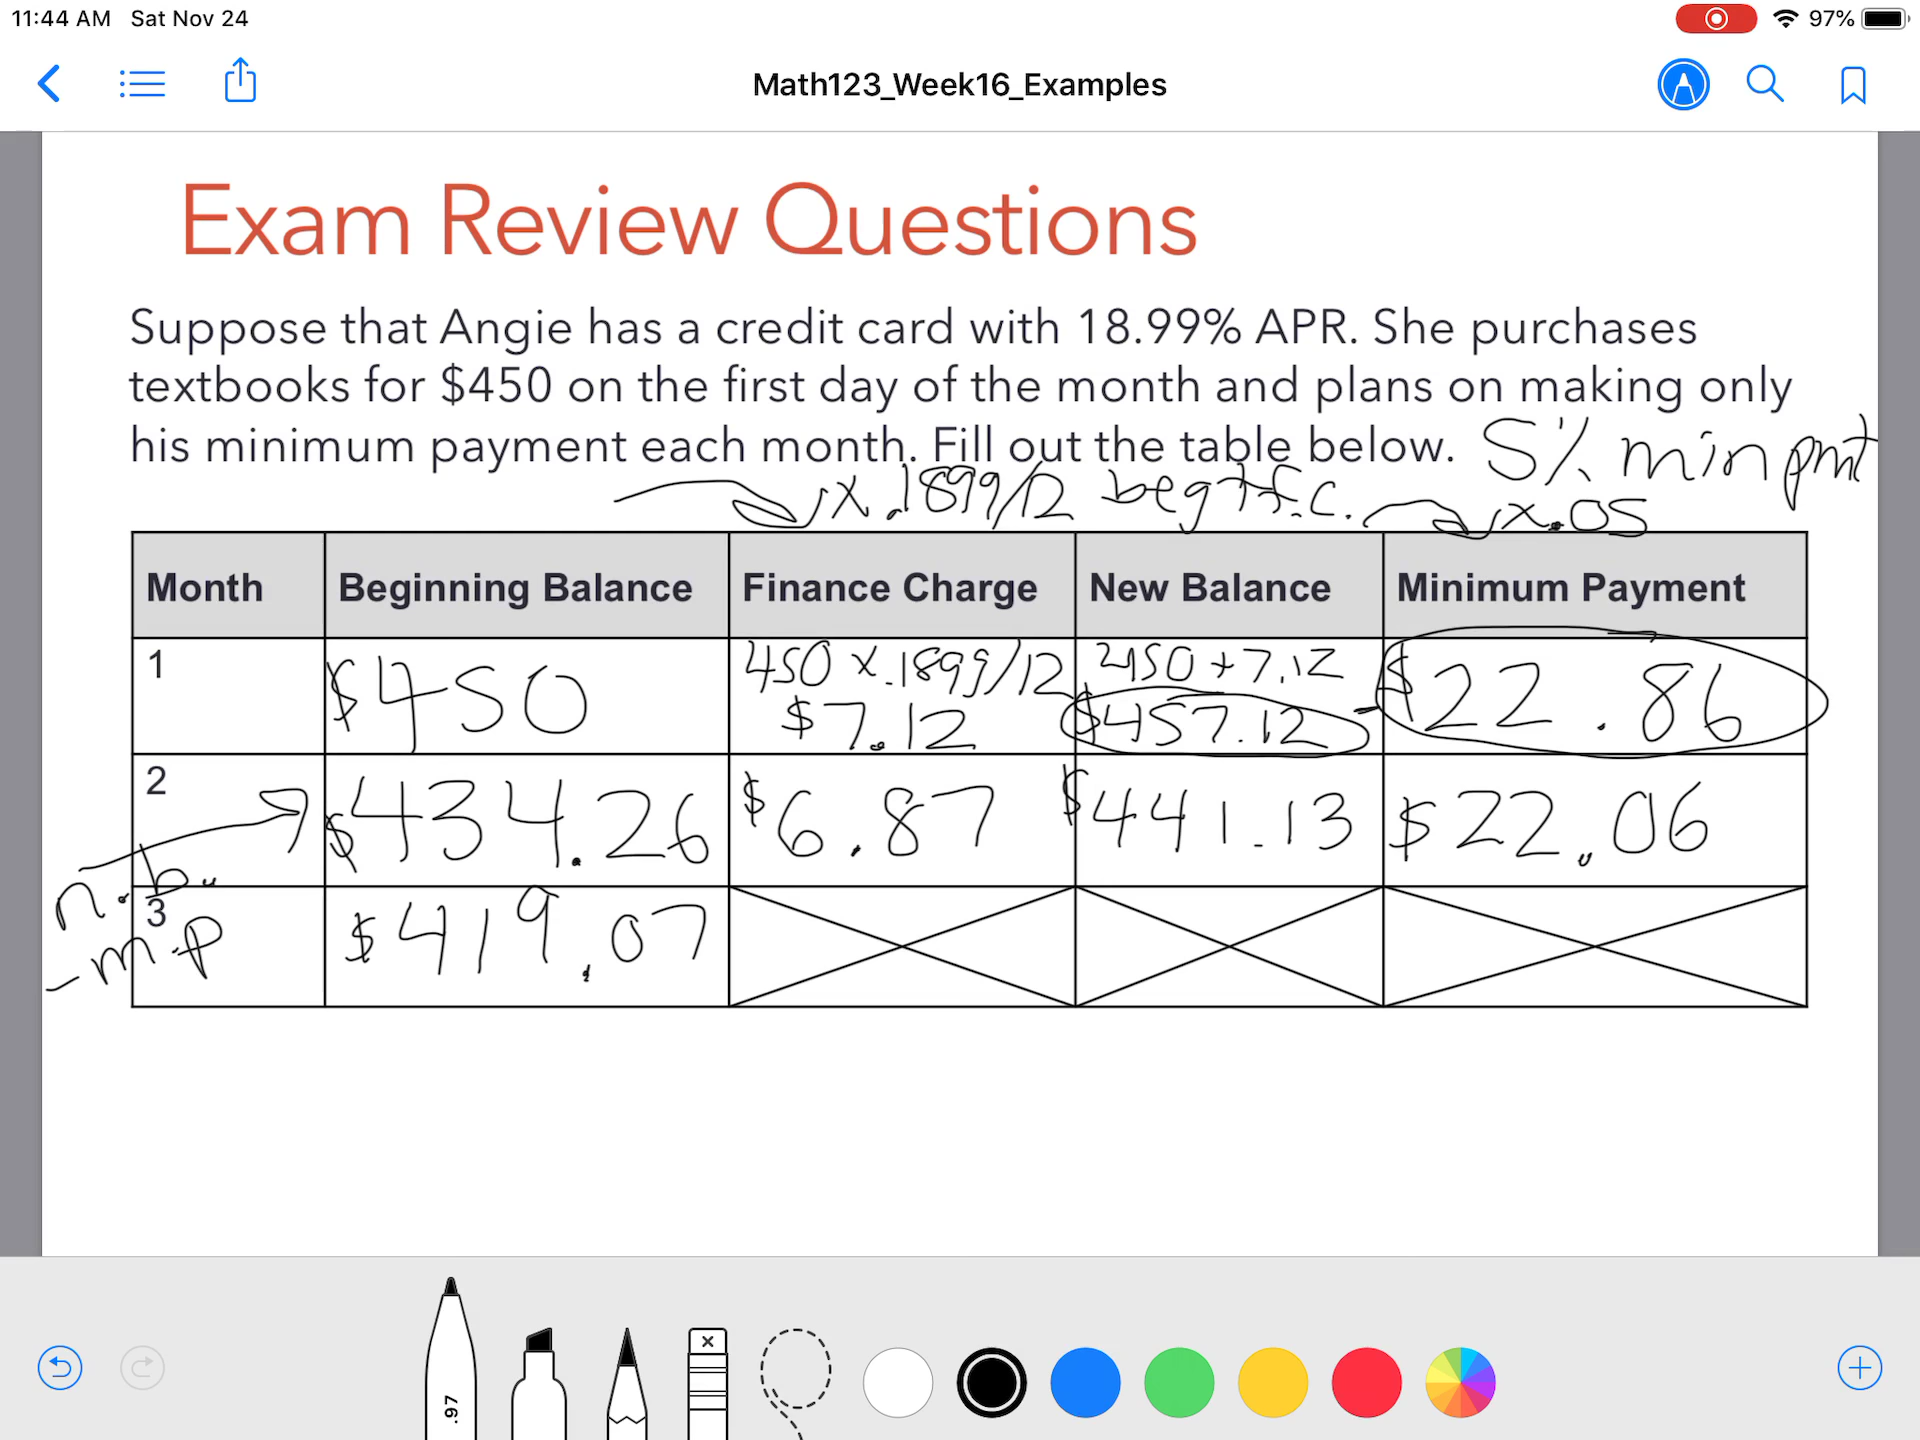 11:44 AM Sat Nov 24
97%
Math123_Week16_Examples
Exam Review Questions
Suppose that Angie has a credit card with 18.99% APR. She purchases
textbooks for $450 on the first day of the month and plans on making only
his minimum payment each month. Fill out the table below. 5% min pmt
x .1899/12 beg + f.c. x .05
Month Beginning Balance Finance Charge New Balance Minimum Payment
1 $450 450 x .1899/12 450 + 7.12 $22.86
$7.12 $457.12
2 $434.26 $6.87 $441.13 $22.06
n.b.
3 $419.07
- m.p
.97